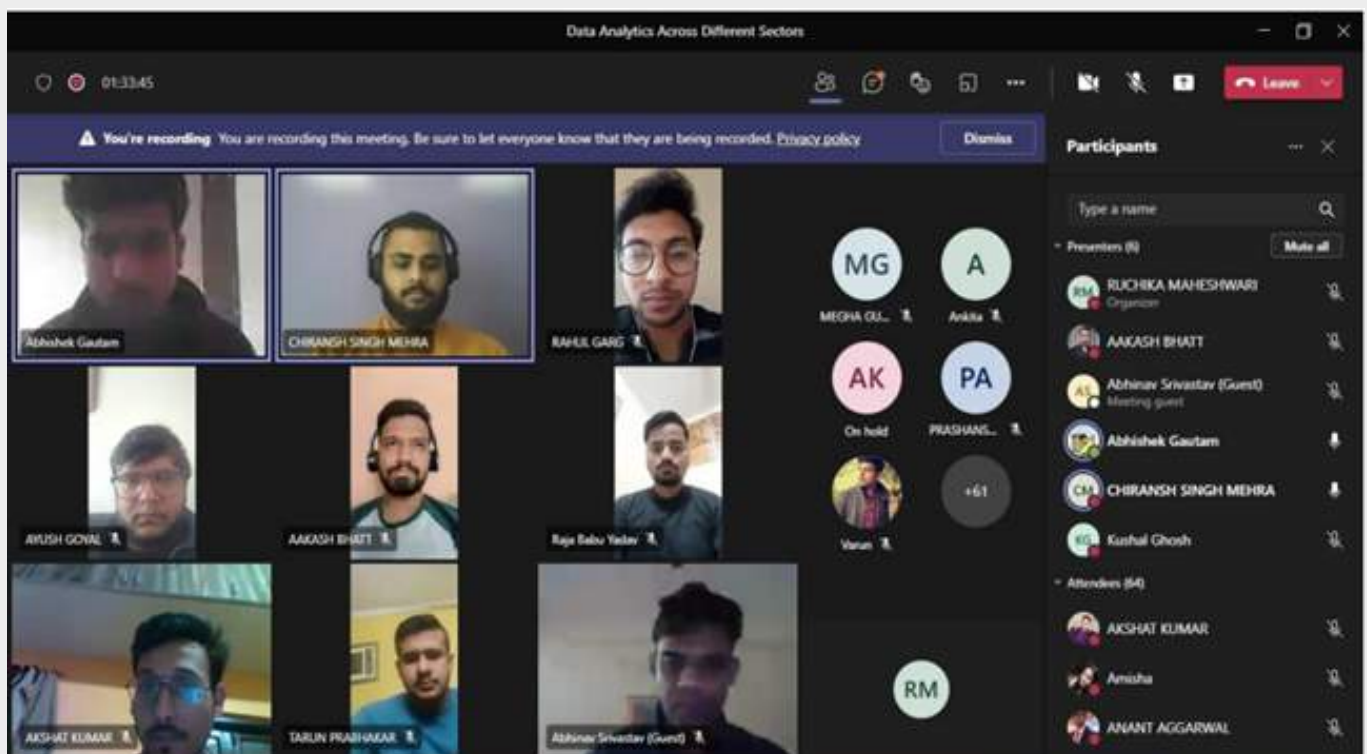 Data Analytics Across Different Sectors
01:33:45
Leave
You're recording You are recording this meeting. Be sure to let everyone know that they are being recorded. Privacy policy
Dismiss
Abhishek Gautam
CHIRANSH SINGH MEHRA
RAHUL GARG
AYUSH GOYAL
AAKASH BHATT
Raja Babu Yadav
AKSHAT KUMAR
TARUN PRABHAKAR
Abhinav Srivastav (Guest)
MG
A
MEGHA GU...
Ankita
AK
PA
On hold
PRASHANS...
+61
Varun
RM
Participants
Type a name
Presenters (6)
Mute all
RM
RUCHIKA MAHESHWARI
Organizer
AAKASH BHATT
AS
Abhinav Srivastav (Guest)
Meeting guest
Abhishek Gautam
CM
CHIRANSH SINGH MEHRA
KG
Kushal Ghosh
Attendees (64)
AKSHAT KUMAR
Amisha
ANANT AGGARWAL